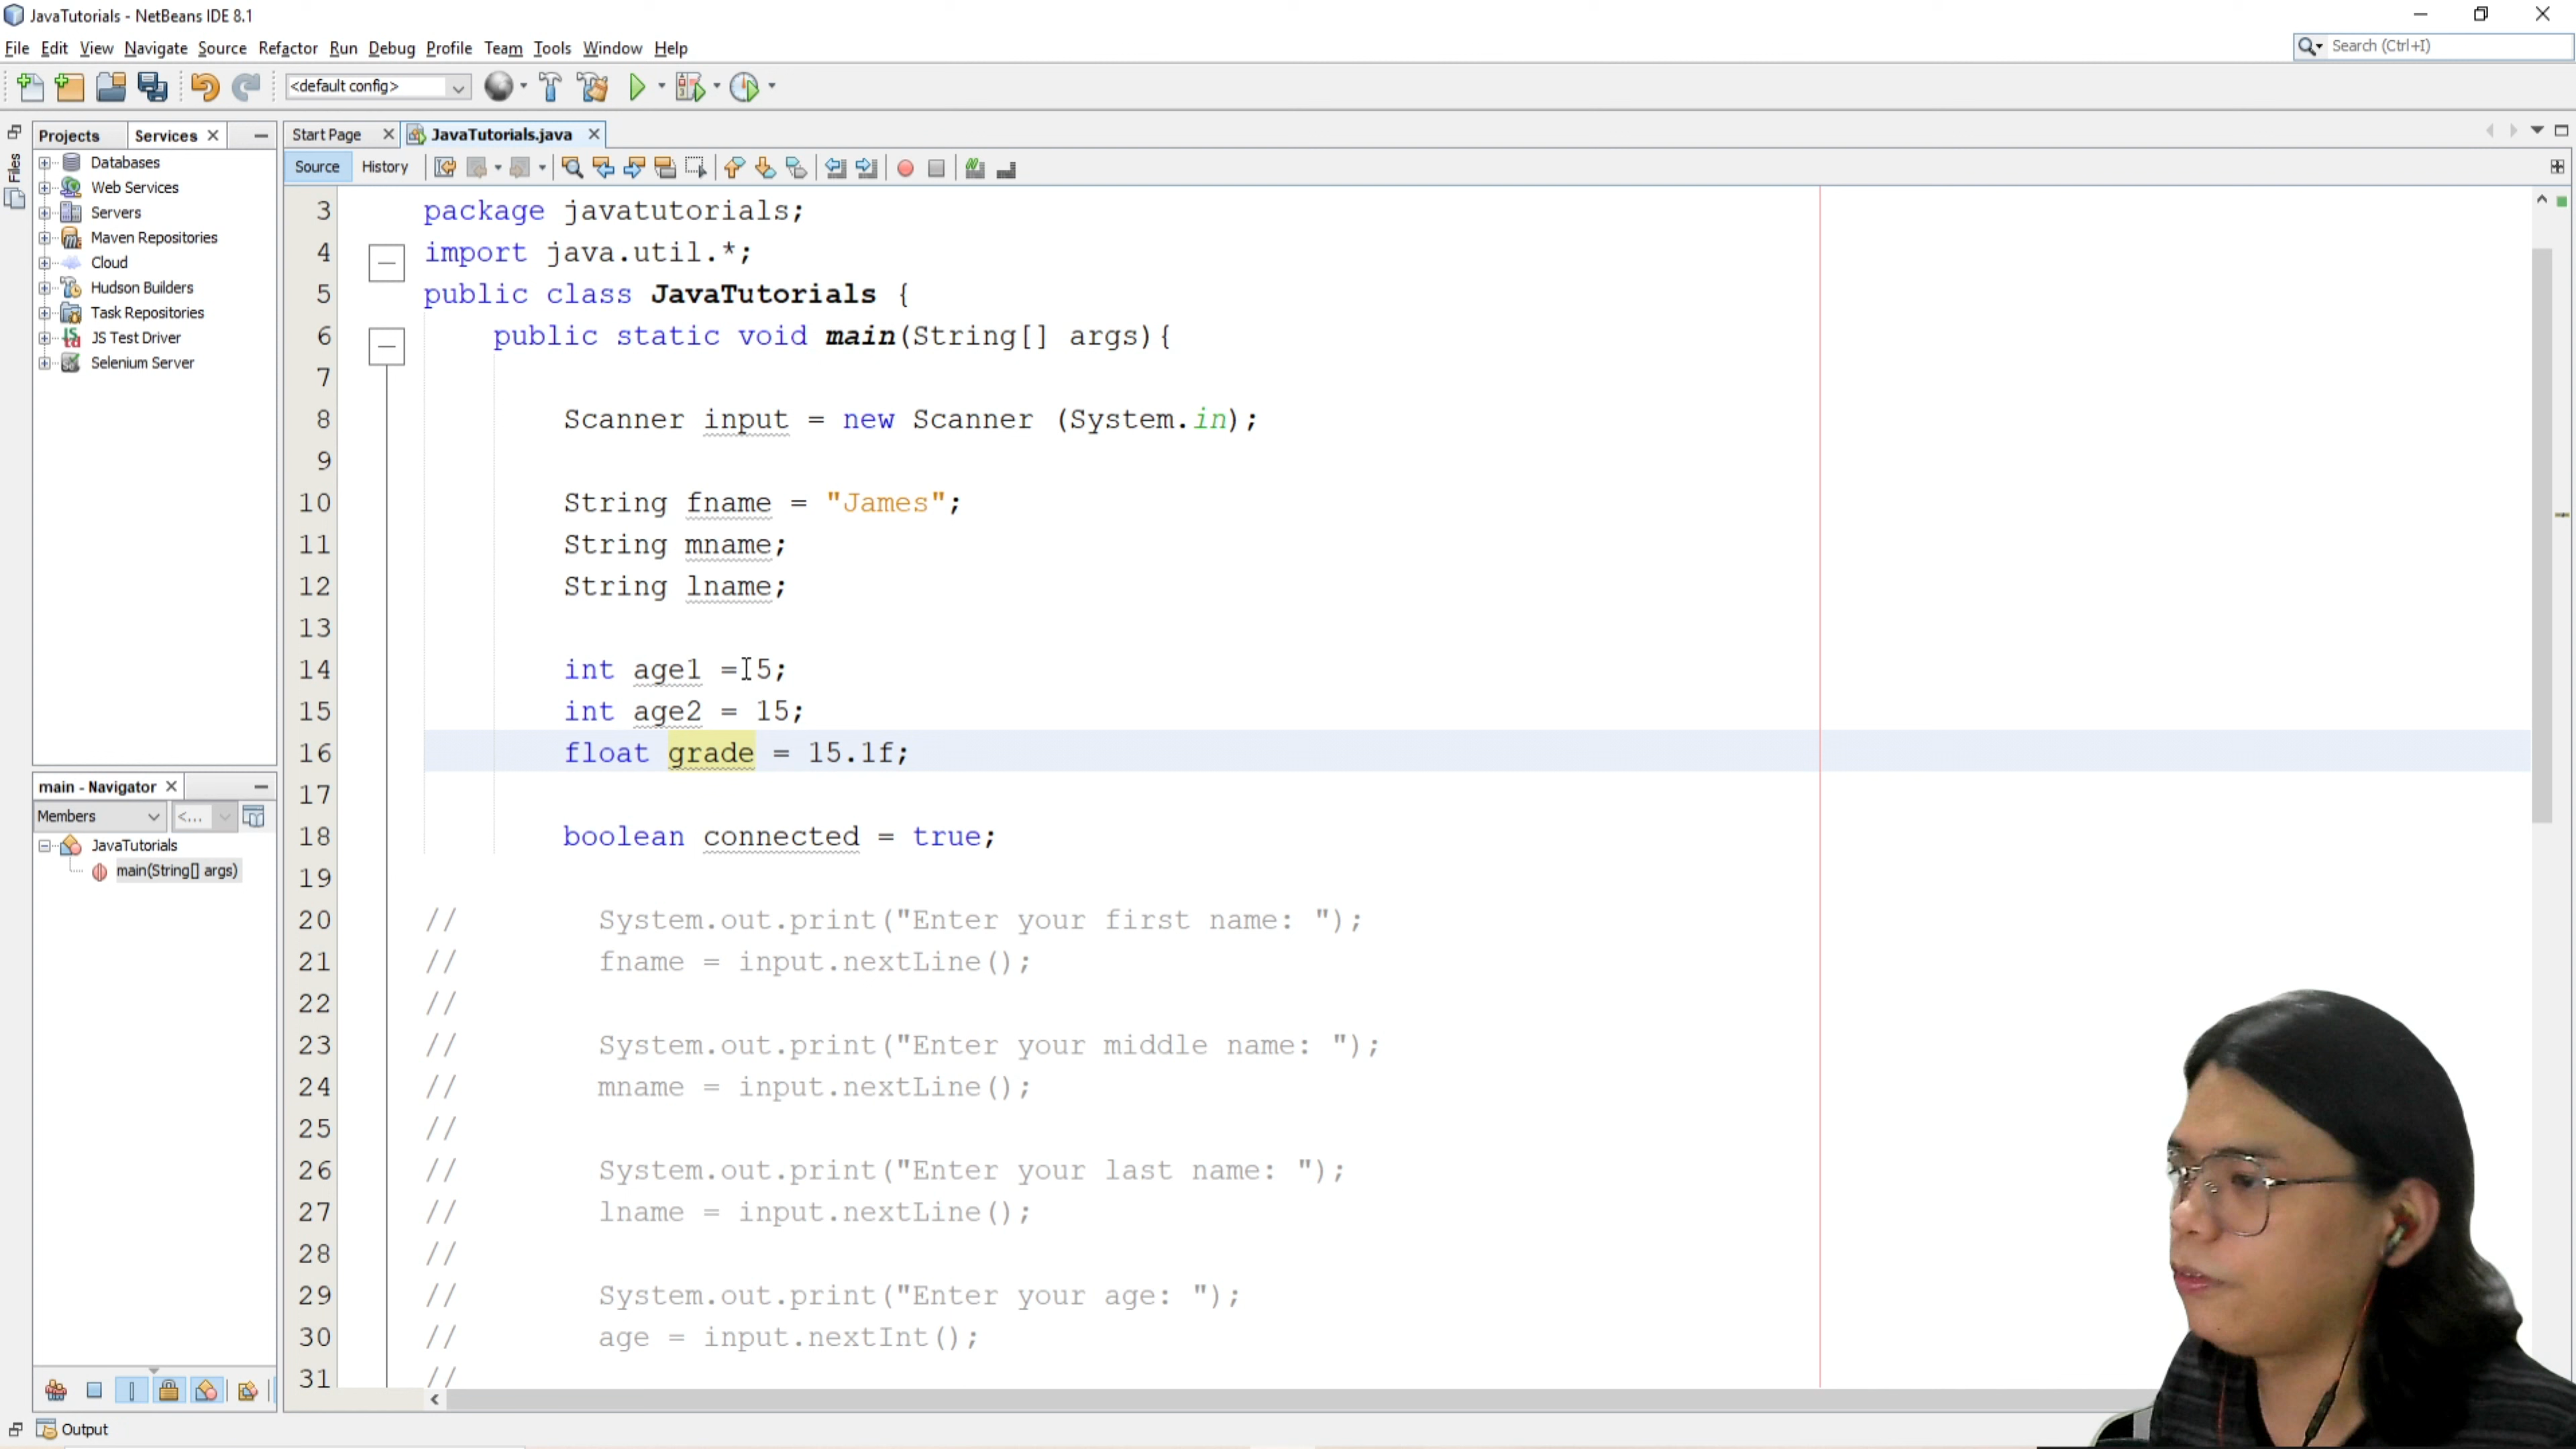 JavaTutorials - NetBeans IDE 8.1
File Edit View Navigate Source Refactor Run Debug Profile Team Tools Window Help
Search (Ctrl+I)
<default config>
Files
Projects Services
Databases
Web Services
Servers
Maven Repositories
Cloud
Hudson Builders
Task Repositories
JS Test Driver
Selenium Server
Start Page JavaTutorials.java
Source History
3 package javatutorials;
4 import java.util.*;
5 public class JavaTutorials {
6 public static void main(String[] args){
7
8 Scanner input = new Scanner (System.in);
9
10 String fname = "James";
11 String mname;
12 String lname;
13
14 int age1 = 5;
15 int age2 = 15;
16 float grade = 15.1f;
17
18 boolean connected = true;
19
20 // System.out.print("Enter your first name: ");
21 // fname = input.nextLine();
22 //
23 // System.out.print("Enter your middle name: ");
24 // mname = input.nextLine();
25 //
26 // System.out.print("Enter your last name: ");
27 // lname = input.nextLine();
28 //
29 // System.out.print("Enter your age: ");
30 // age = input.nextInt();
31 //
main - Navigator
Members <...
JavaTutorials
main(String[] args)
Output